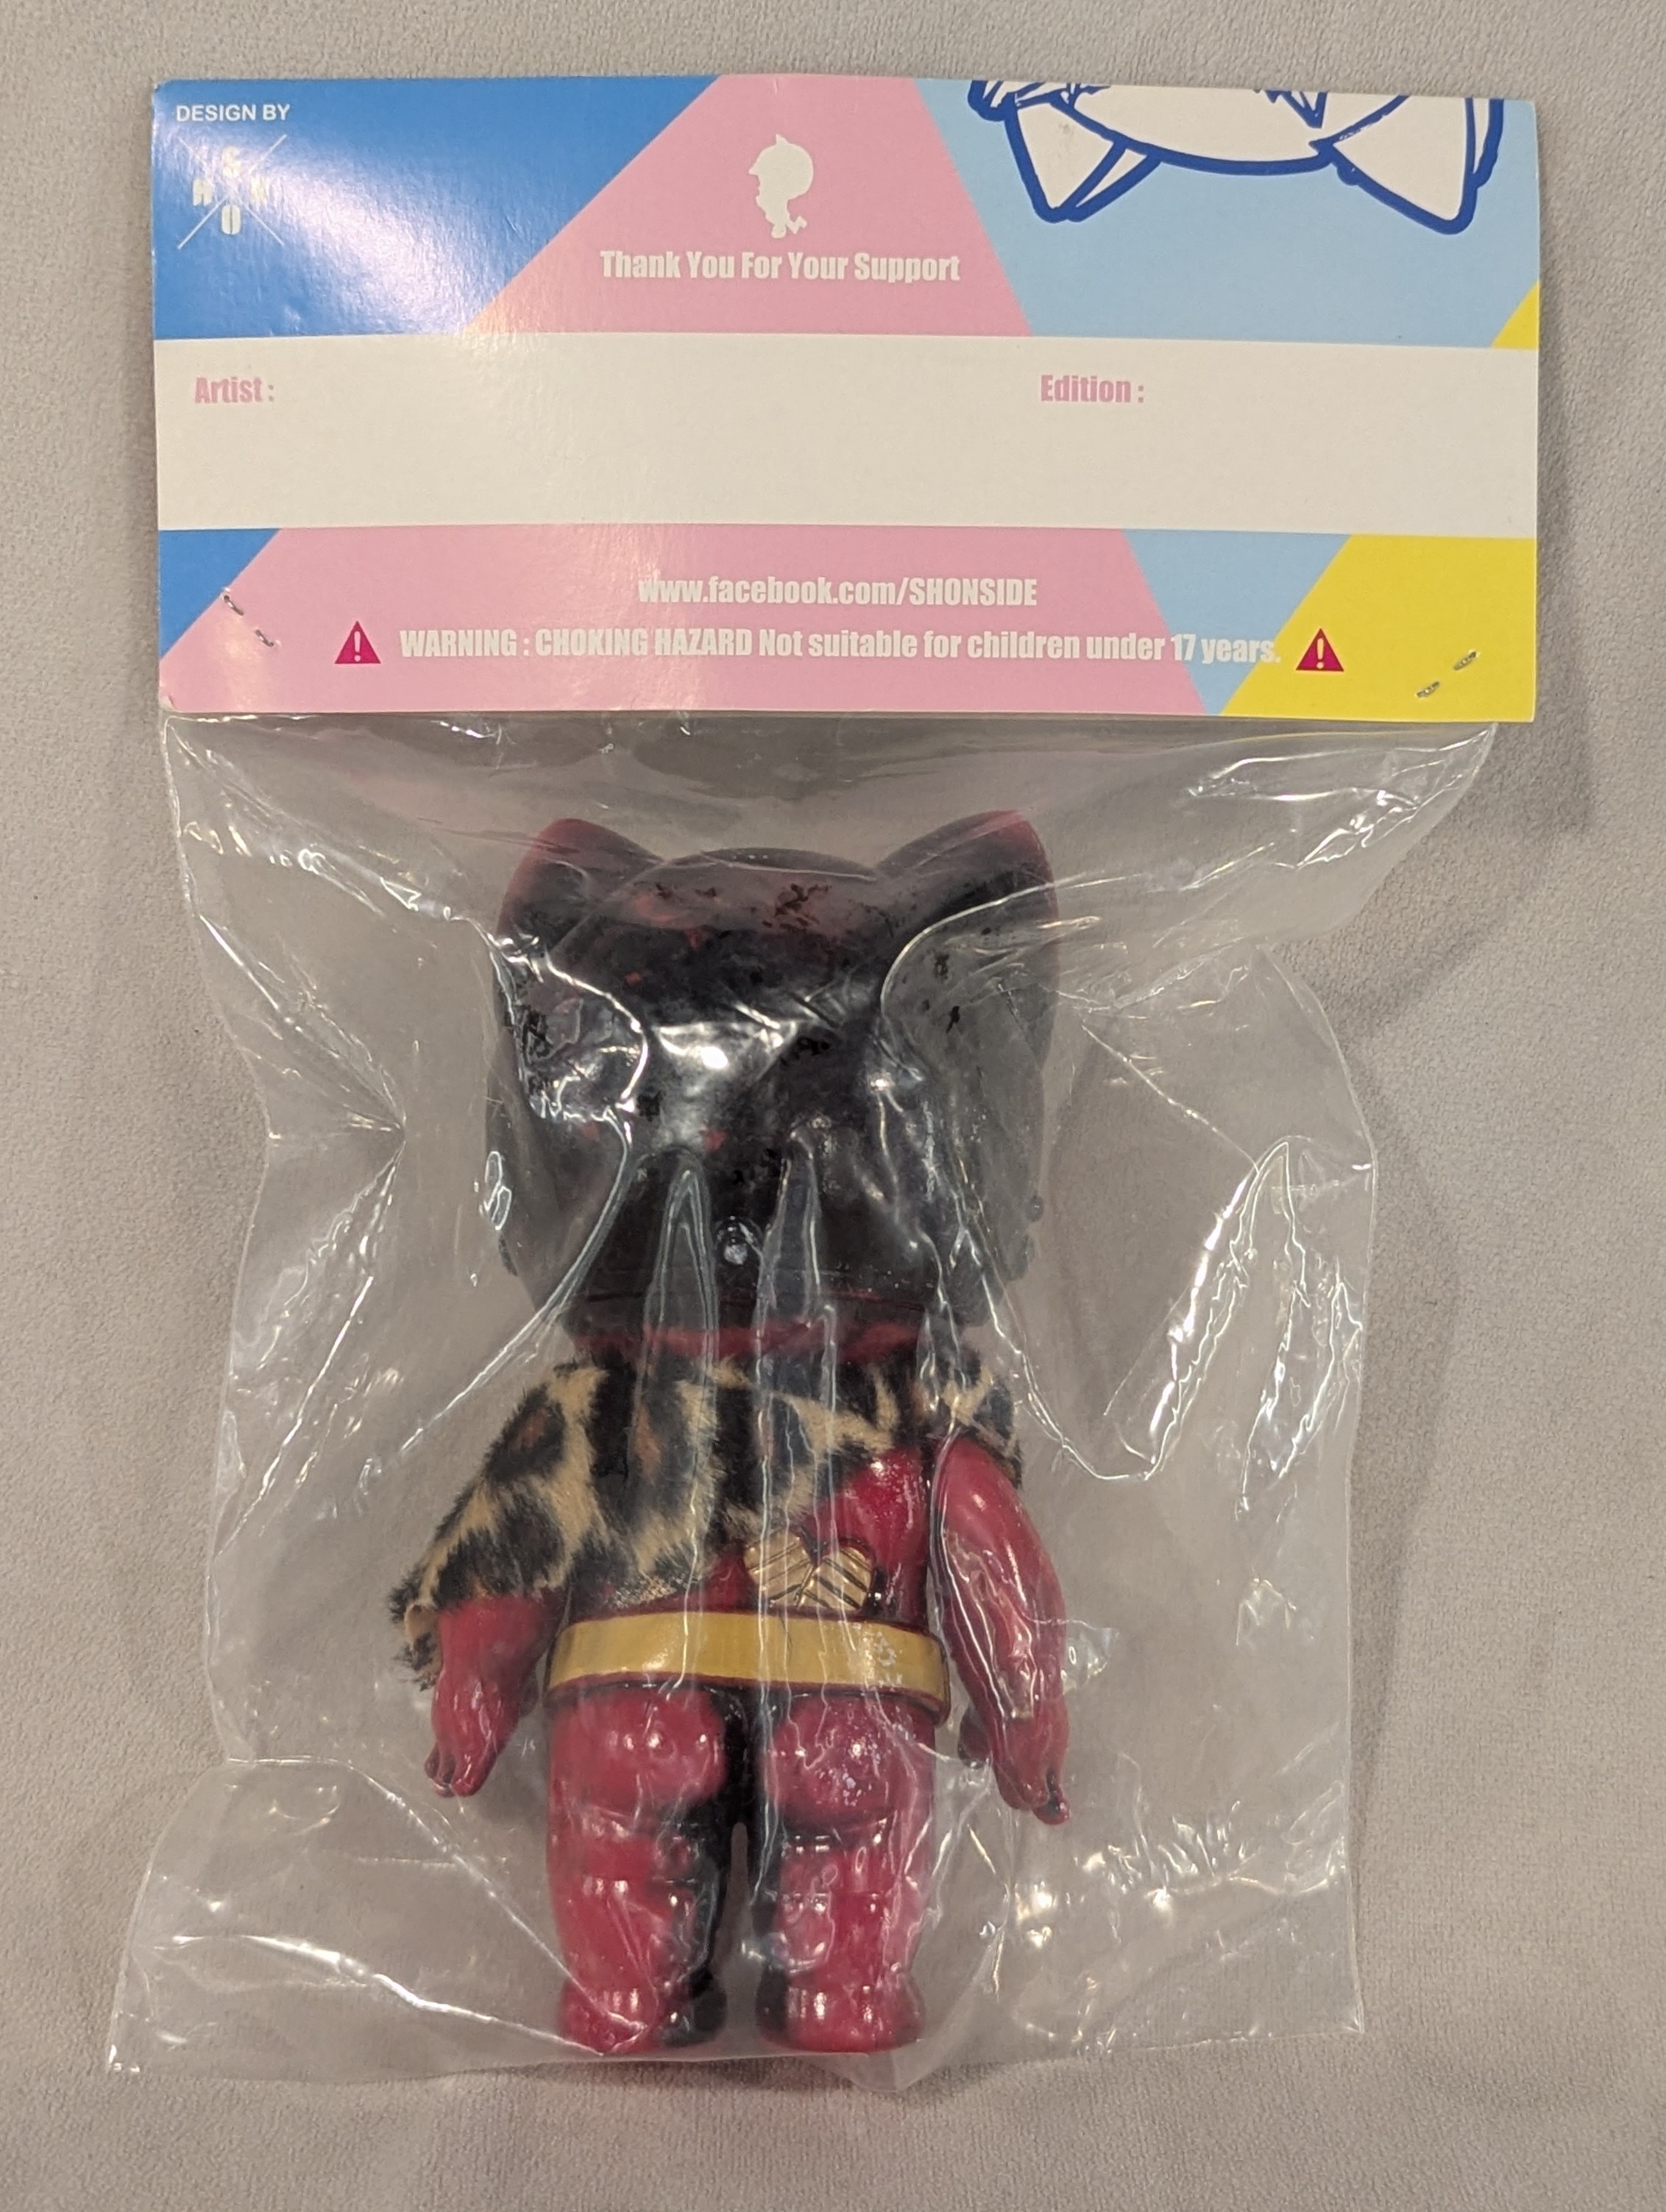 DESIGN BY
S
H N
O
Thank You For Your Support
Artist :
Edition :
www.facebook.com/SHONSIDE
WARNING : CHOKING HAZARD Not suitable for children under 17 years.